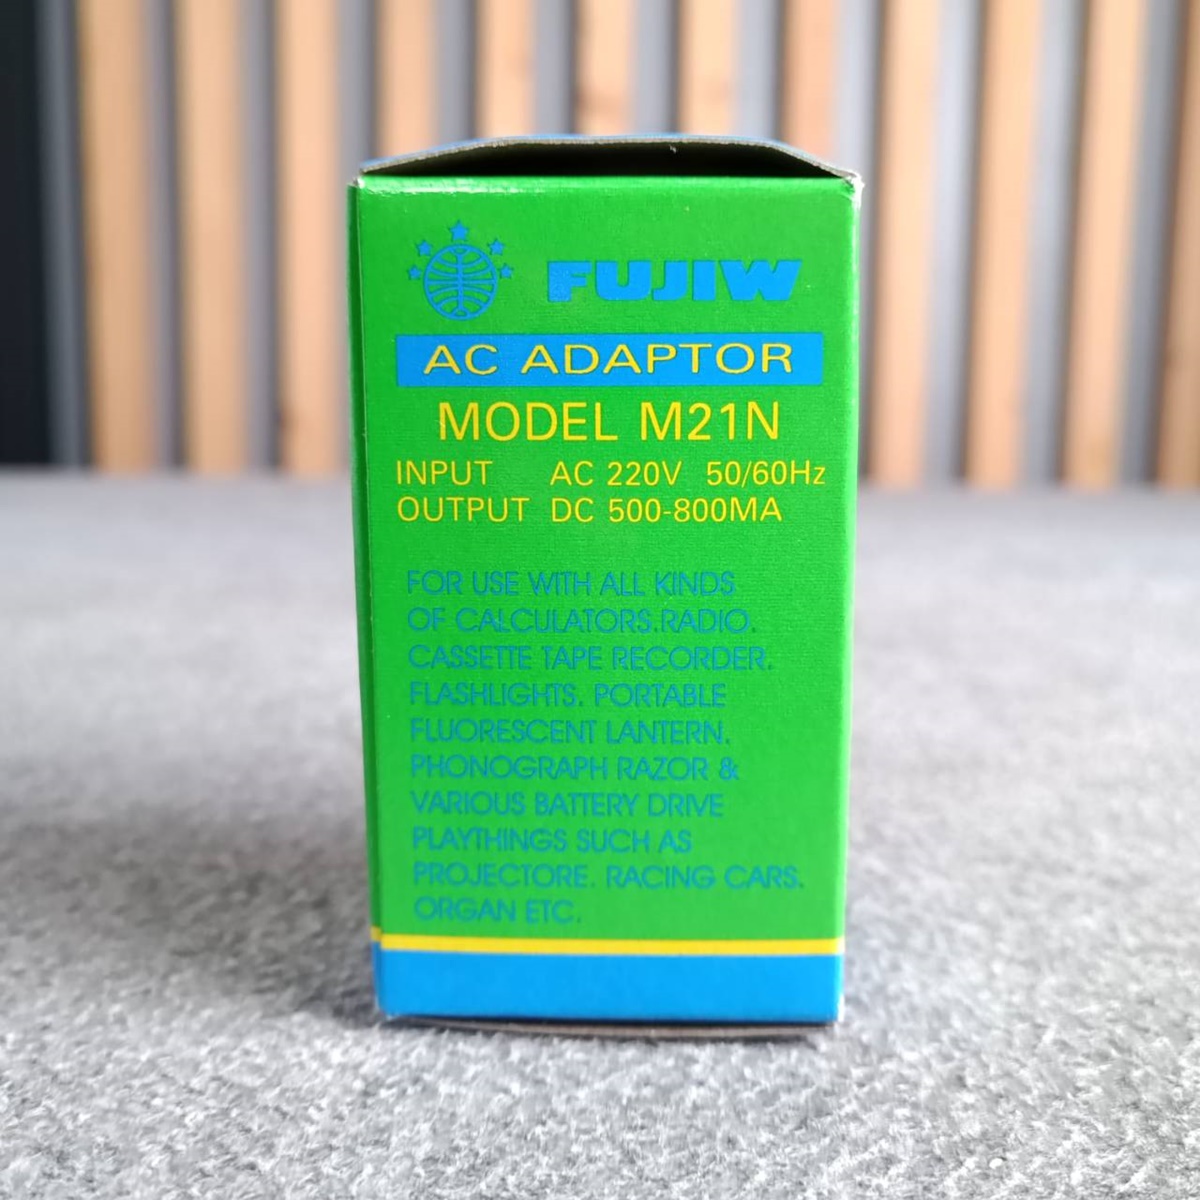 FUJIW
AC ADAPTOR
MODEL M21N
INPUT AC 220V 50/60Hz
OUTPUT DC 500-800MA
FOR USE WITH ALL KINDS
OF CALCULATORS.RADIO.
CASSETTE TAPE RECORDER.
FLASHLIGHTS. PORTABLE
FLUORESCENT LANTERN.
PHONOGRAPH RAZOR &
VARIOUS BATTERY DRIVE
PLAYTHINGS SUCH AS
PROJECTORE. RACING CARS.
ORGAN ETC.